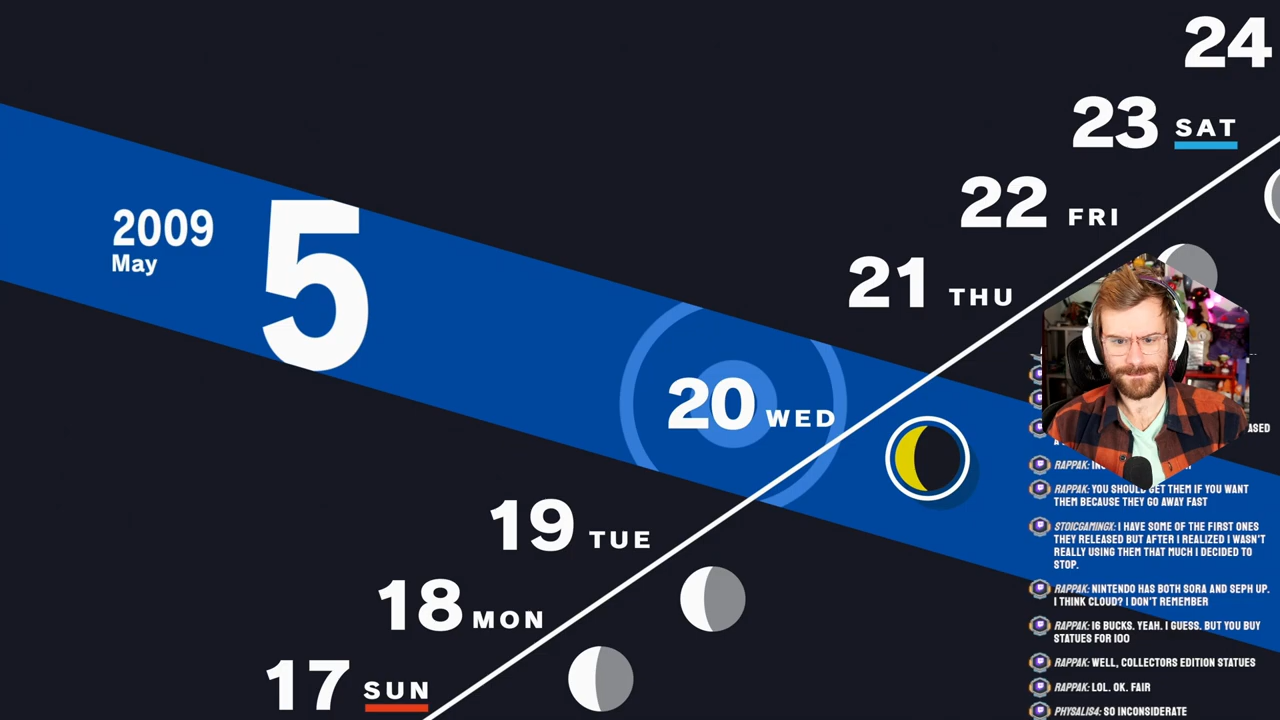 24
23 SAT
22 FRI
21 THU
2009
May
5
20 WED
19 TUE
18 MON
17 SUN
RAPPAK:
RAPPAK: YOU SHOULD GET THEM IF YOU WANT
THEM BECAUSE THEY GO AWAY FAST
STOICGAMINGX: I HAVE SOME OF THE FIRST ONES
THEY RELEASED BUT AFTER I REALIZED I WASN'T
REALLY USING THEM THAT MUCH I DECIDED TO
STOP.
RAPPAK: NINTENDO HAS BOTH SORA AND SEPH UP.
I THINK CLOUD? I DON'T REMEMBER
RAPPAK: 16 BUCKS. YEAH. I GUESS. BUT YOU BUY
STATUES FOR 100
RAPPAK: WELL, COLLECTORS EDITION STATUES
RAPPAK: LOL. OK. FAIR
PHYSALIS4: SO INCONSIDERATE